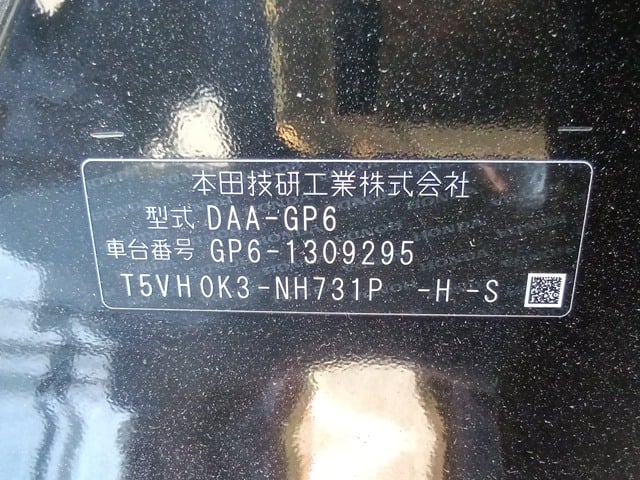 本田技研工業株式会社
型式 DAA-GP6
車台番号 GP6-1309295
T5VH0K3-NH731P -H -S